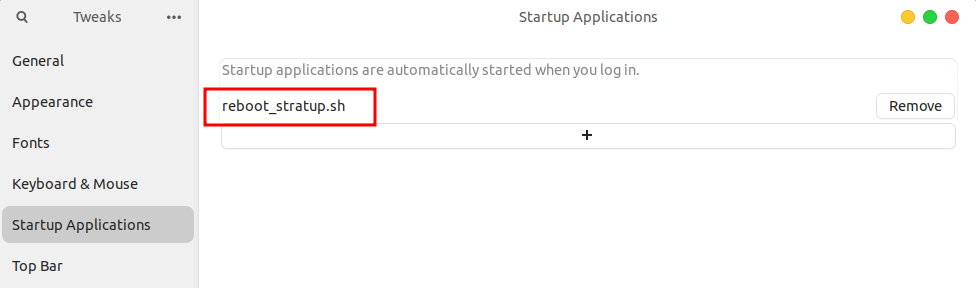 Tweaks
Startup Applications
General
Appearance
Fonts
Keyboard & Mouse
Startup Applications
Top Bar
Startup applications are automatically started when you log in.
reboot_stratup.sh
Remove
+